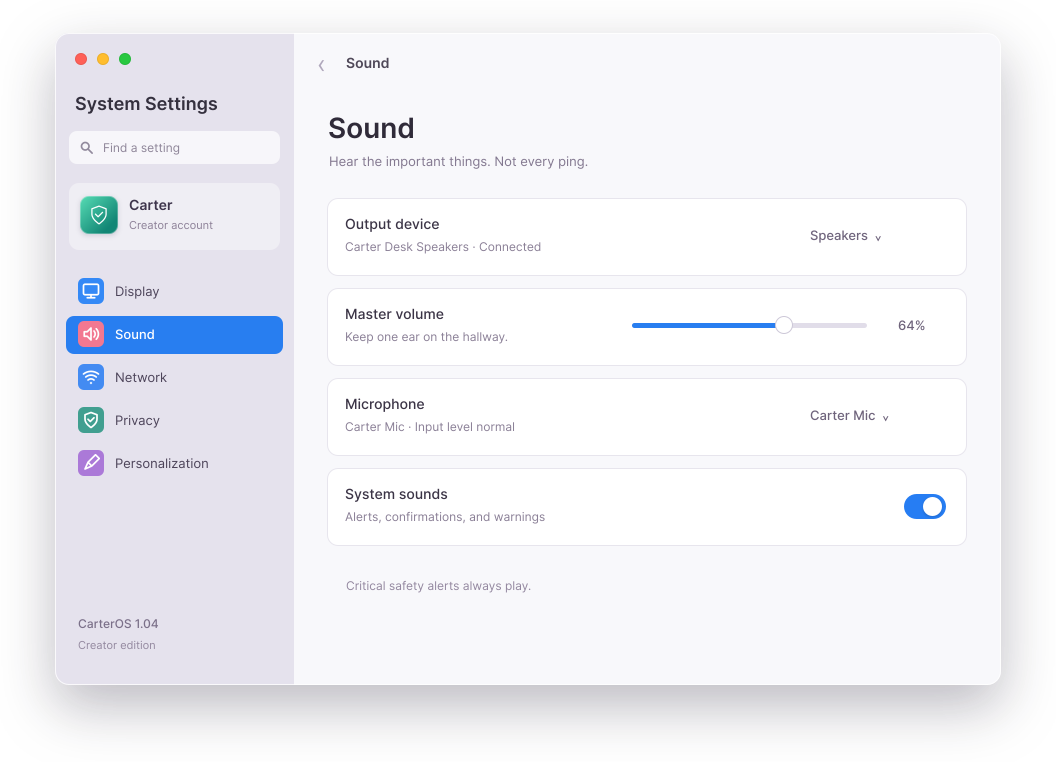 System Settings
Find a setting
Carter
Creator account
Display
Sound
Network
Privacy
Personalization
CarterOS 1.04
Creator edition
Sound
Sound
Hear the important things. Not every ping.
Output device
Carter Desk Speakers · Connected
Speakers
Master volume
Keep one ear on the hallway.
64%
Microphone
Carter Mic · Input level normal
Carter Mic
System sounds
Alerts, confirmations, and warnings
Critical safety alerts always play.